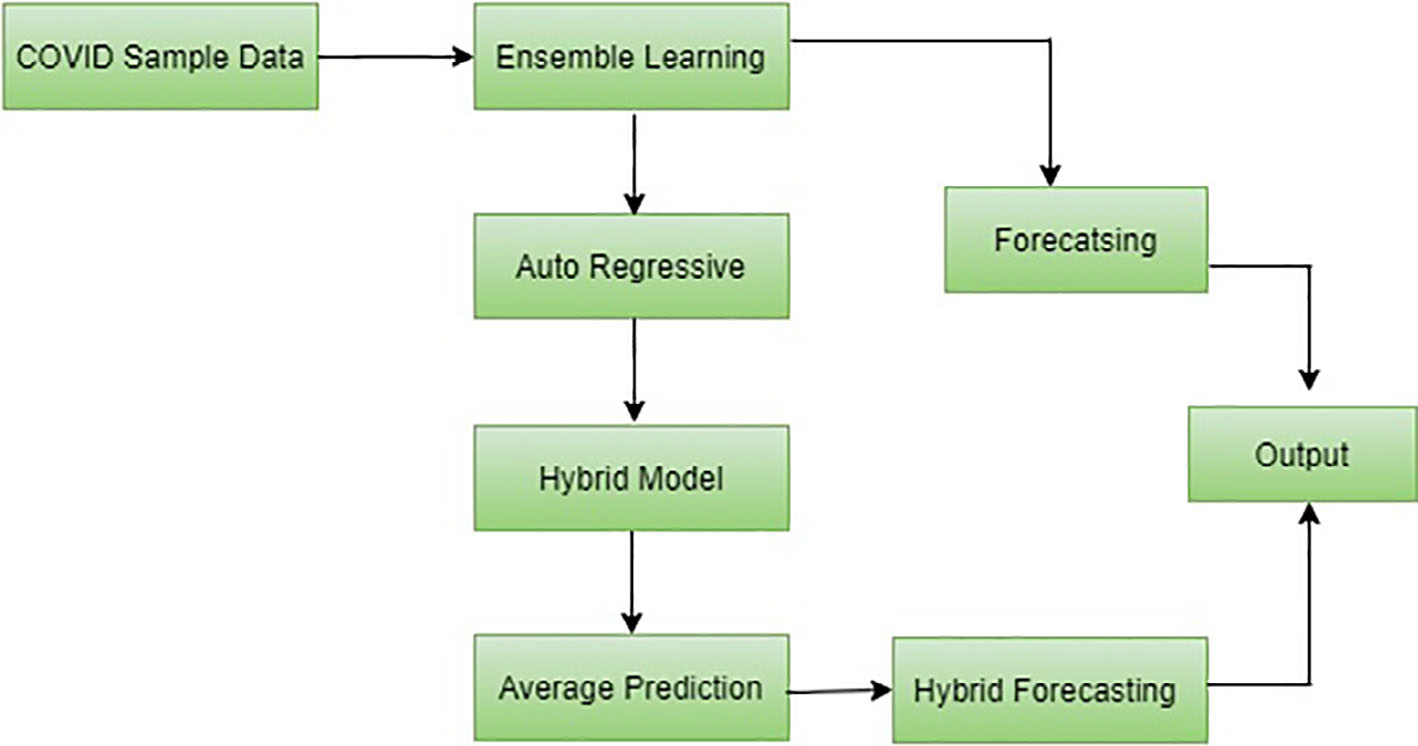 COVID Sample Data
Ensemble Learning
Auto Regressive
Forecatsing
Hybrid Model
Output
Average Prediction
Hybrid Forecasting